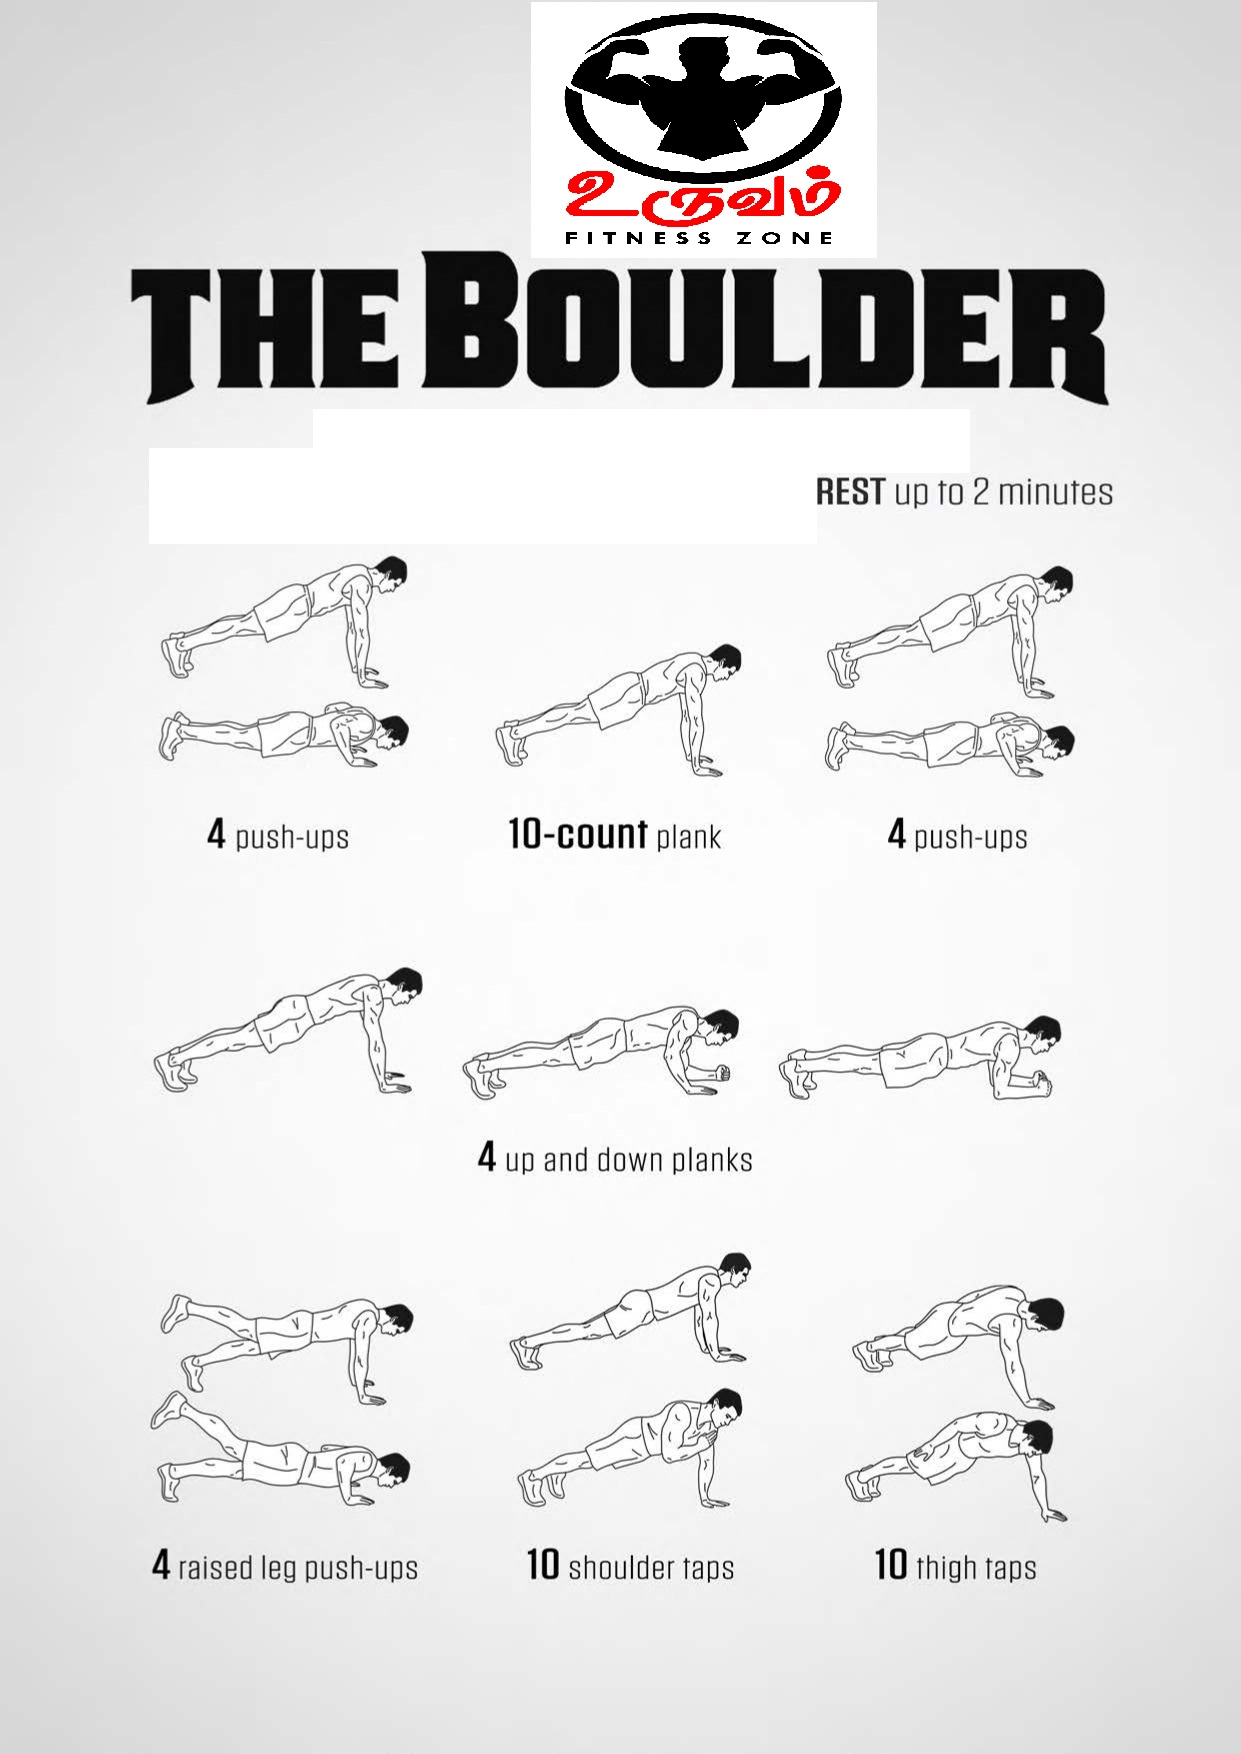 உருவம்
FITNESS ZONE
THE BOULDER
REST up to 2 minutes
4 push-ups
10-count plank
4 push-ups
4 up and down planks
4 raised leg push-ups
10 shoulder taps
10 thigh taps